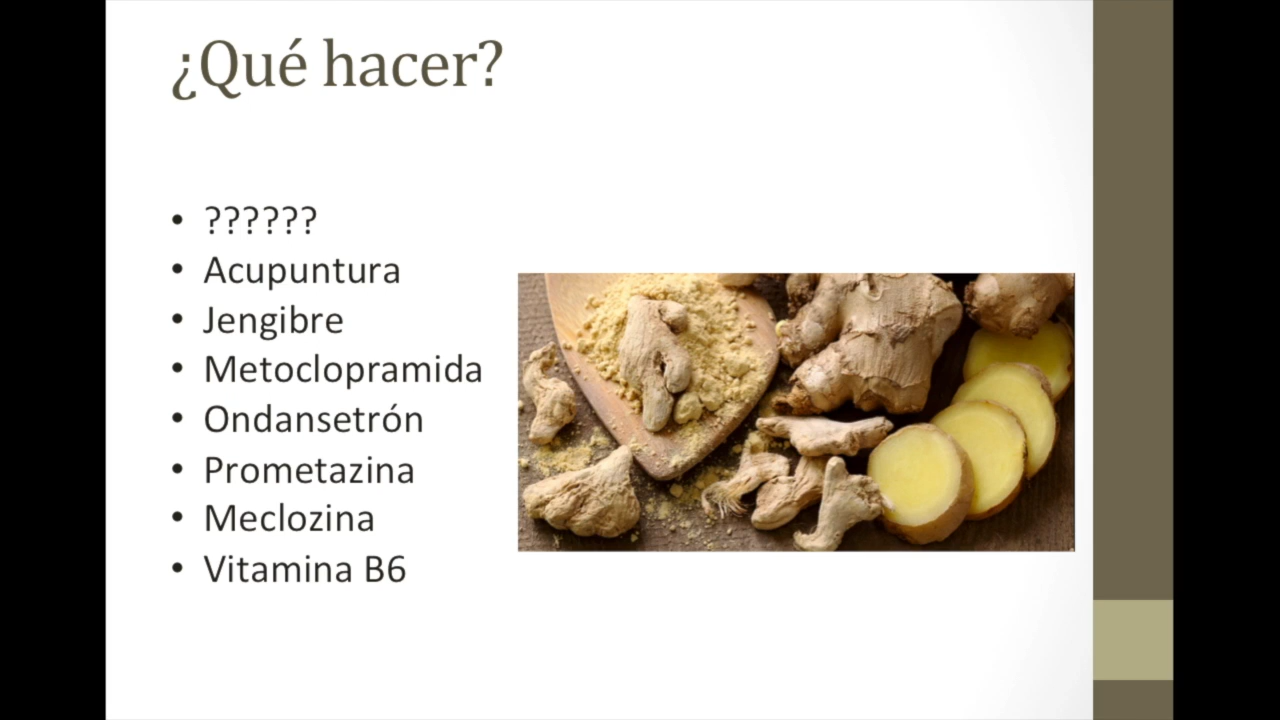 ¿Qué hacer?
• ??????
• Acupuntura
• Jengibre
• Metoclopramida
• Ondansetrón
• Prometazina
• Meclozina
• Vitamina B6